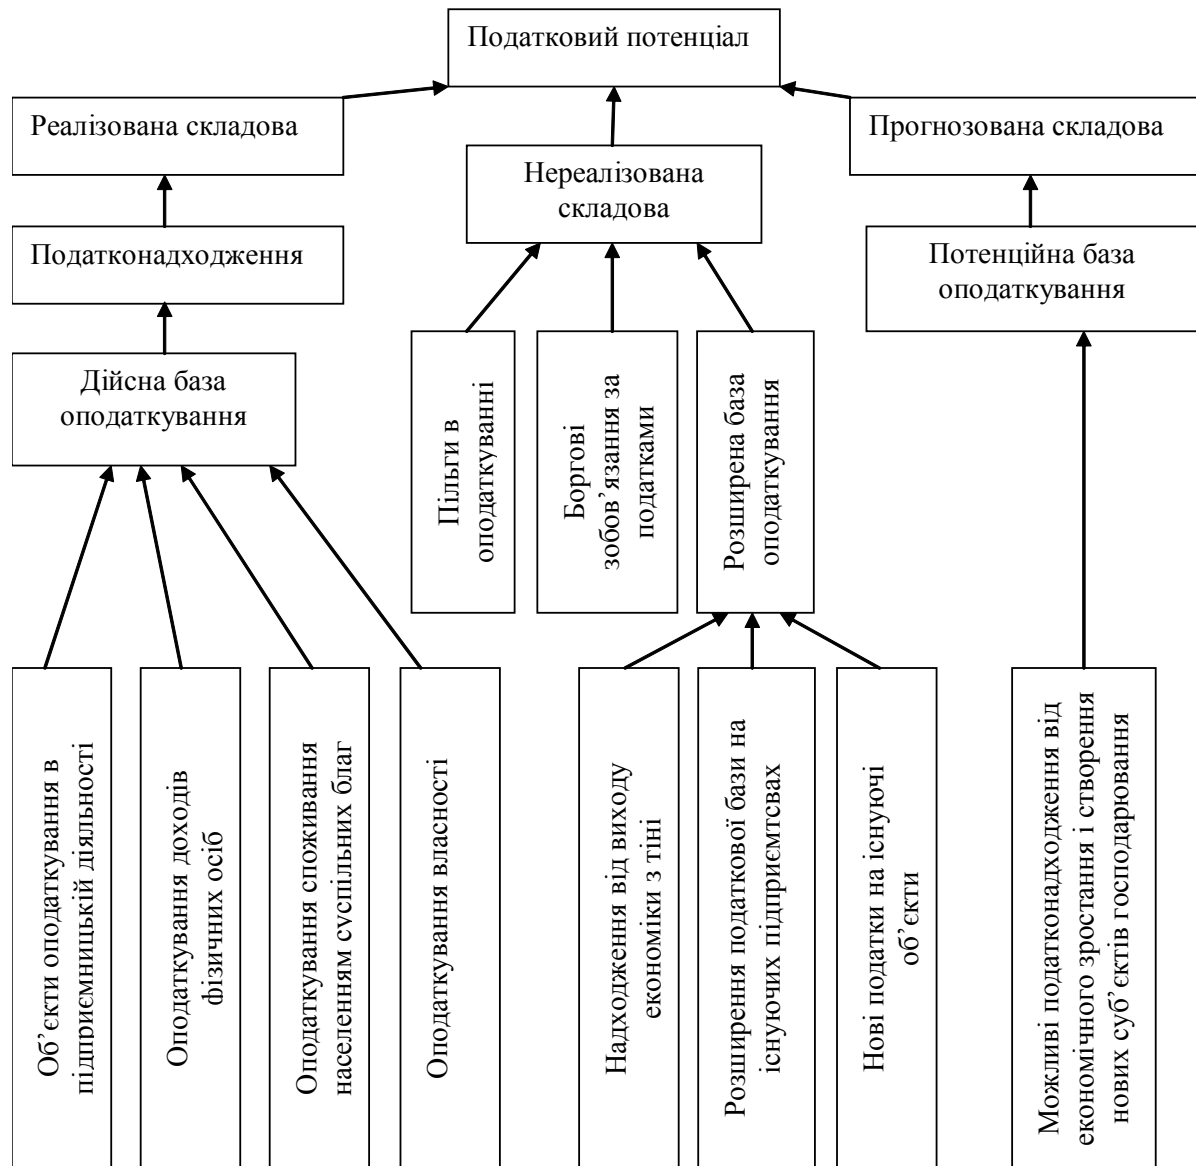 Податковий потенціал
Реалізована складова
Прогнозована складова
Нереалізована
складова
Податконадходження
Потенційна база
оподаткування
Дійсна база
оподаткування
Пільги в
оподаткуванні
Боргові
зобов’язання за
податками
Розширена база
оподаткування
Об’єкти оподаткування в
підприємницькій діяльності
Оподаткування доходів
фізичних осіб
Оподаткування споживання
населенням суспільних благ
Оподаткування власності
Надходження від виходу
економіки з тіні
Розширення податкової бази на
існуючих підприємтсвах
Нові податки на існуючі
об’єкти
Можливі податконадходження від
економічного зростання і створення
нових суб’єктів господарювання